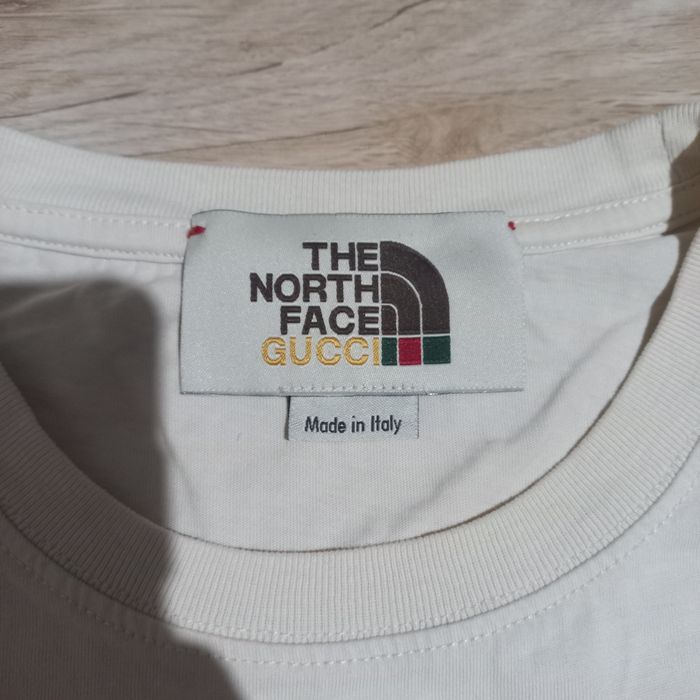 THE
NORTH
FACE
GUCCI
Made in Italy